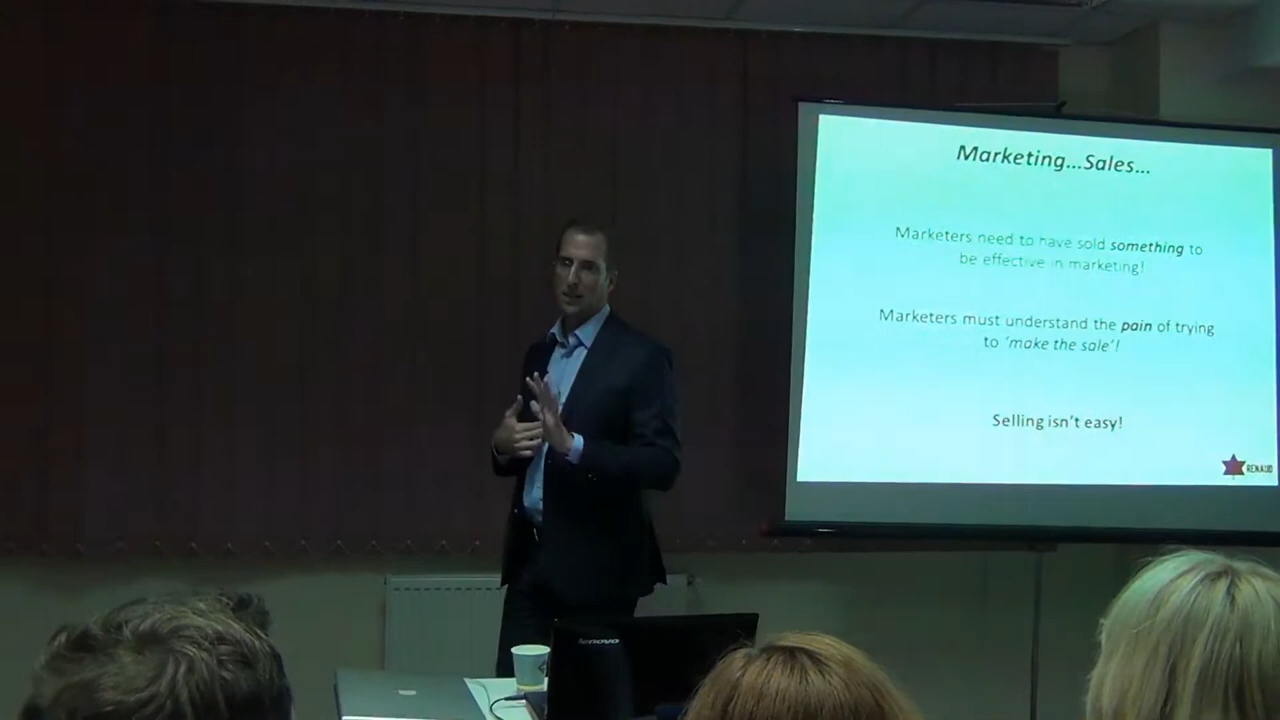 Marketing...Sales...
Marketers need to have sold something to
be effective in marketing!
Marketers must understand the pain of trying
to ‘make the sale’!
Selling isn’t easy!
RENAUD
lenovo